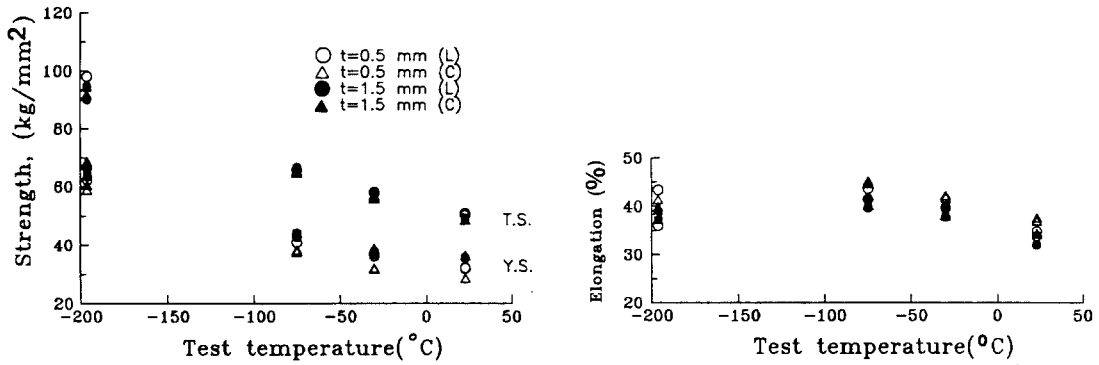 Strength, (kg/mm²)
120
100
80
60
40
20
−200
−150
−100
−50
0
50
Test temperature(°C)
t=0.5 mm (L)
t=0.5 mm (C)
t=1.5 mm (L)
t=1.5 mm (C)
T.S.
Y.S.
Elongation (%)
50
40
30
20
−200
−150
−100
−50
0
50
Test temperature(°C)